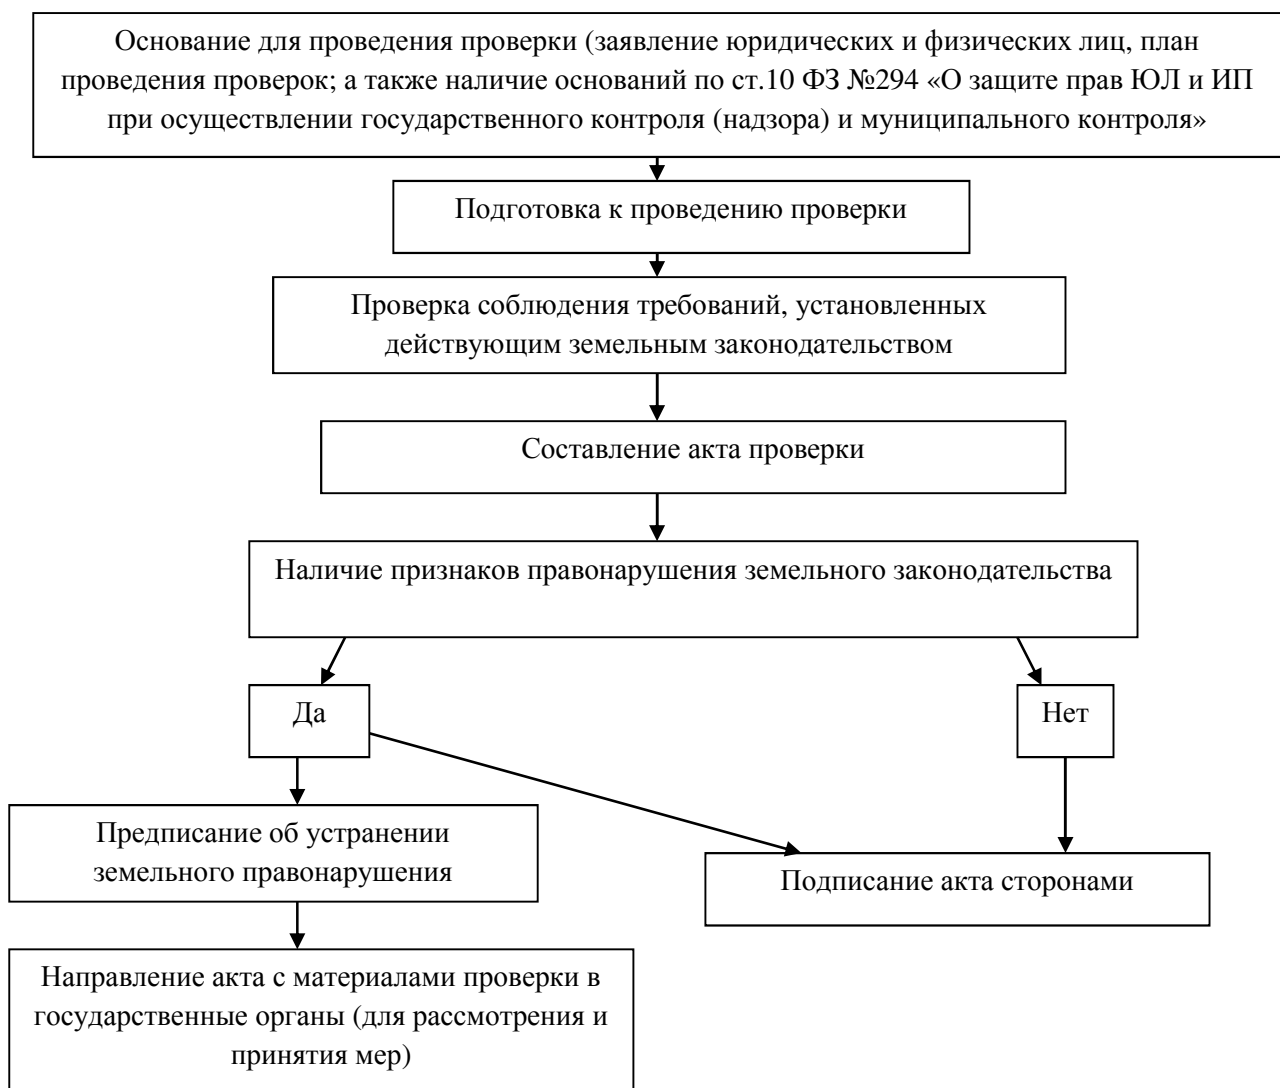 Основание для проведения проверки (заявление юридических и физических лиц, план
проведения проверок; а также наличие оснований по ст.10 ФЗ №294 «О защите прав ЮЛ и ИП
при осуществлении государственного контроля (надзора) и муниципального контроля»
Подготовка к проведению проверки
Проверка соблюдения требований, установленных
действующим земельным законодательством
Составление акта проверки
Наличие признаков правонарушения земельного законодательства
Да
Нет
Предписание об устранении
земельного правонарушения
Подписание акта сторонами
Направление акта с материалами проверки в
государственные органы (для рассмотрения и
принятия мер)